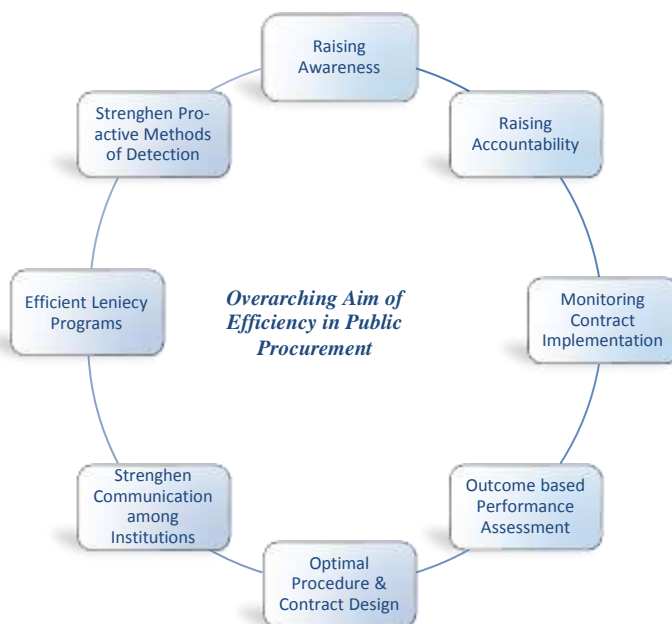 Raising
Awareness
Raising
Accountability
Monitoring
Contract
Implementation
Outcome based
Performance
Assessment
Optimal
Procedure &
Contract Design
Strenghen
Communication
among
Institutions
Efficient Leniecy
Programs
Strenghen Pro-
active Methods
of Detection
Overarching Aim of
Efficiency in Public
Procurement